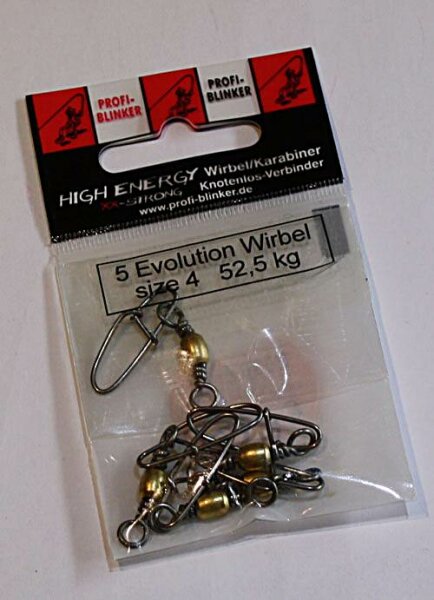 PROFI-
BLINKER
PROFI-
BLINKER
HIGH ENERGY Wirbel/Karabiner
XX-STRONG Knotenlos-Verbinder
www.profi-blinker.de
5 Evolution Wirbel
size 4 52,5 kg